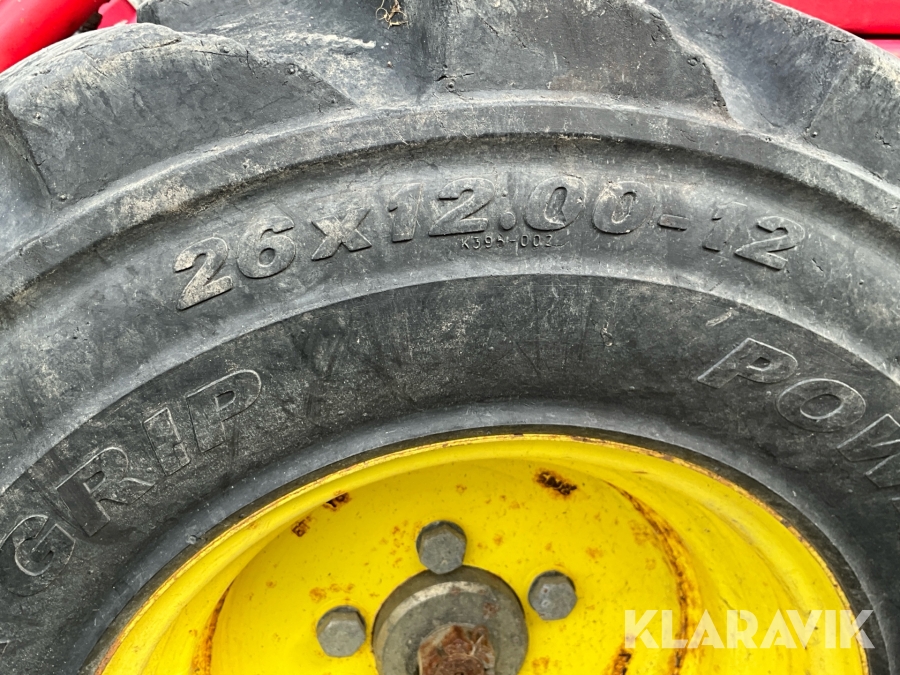 26x12.00-12
GRIP
POW
KLARAVIK